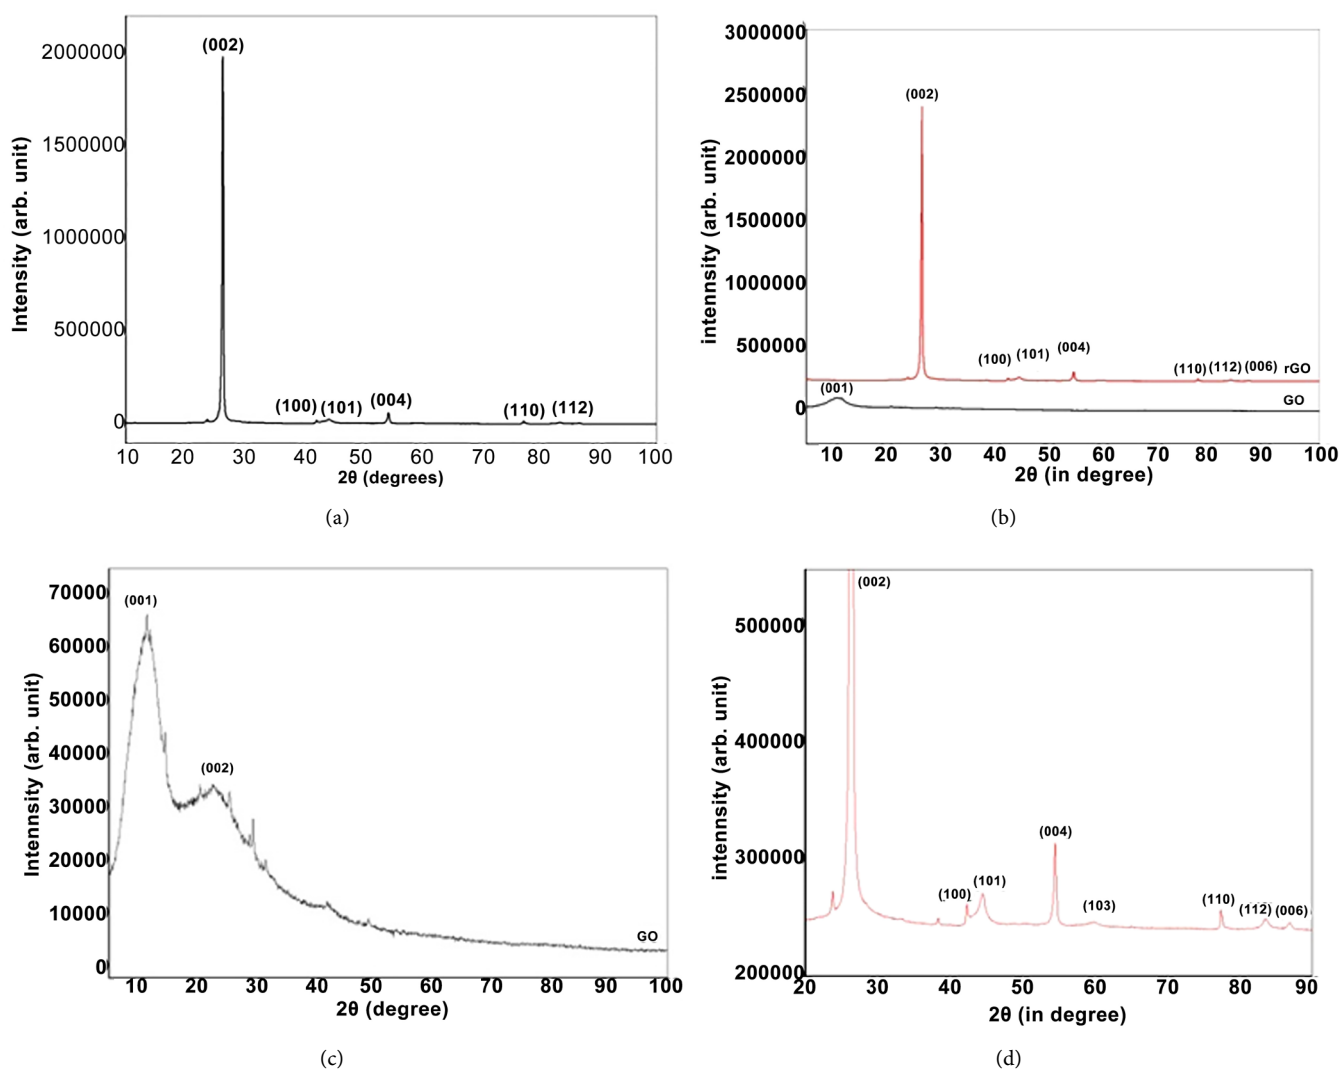 (002)
2000000
1500000
1000000
500000
0
Intensity (arb. unit)
(100) (101) (004)
(110) (112)
10 20 30 40 50 60 70 80 90 100
2θ (degrees)
(a)
3000000
2500000
2000000
1500000
1000000
500000
0
intennsity (arb. unit)
(002)
(100) (101) (004)
(110) (112) (006) rGO
(001)
GO
10 20 30 40 50 60 70 80 90 100
2θ (in degree)
(b)
70000
60000
50000
40000
30000
20000
10000
0
Intennsity (arb. unit)
(001)
(002)
GO
10 20 30 40 50 60 70 80 90 100
2θ (degree)
(c)
500000
400000
300000
200000
intennsity (arb. unit)
(002)
(004)
(100) (101)
(103)
(110) (112) (006)
20 30 40 50 60 70 80 90
2θ (in degree)
(d)